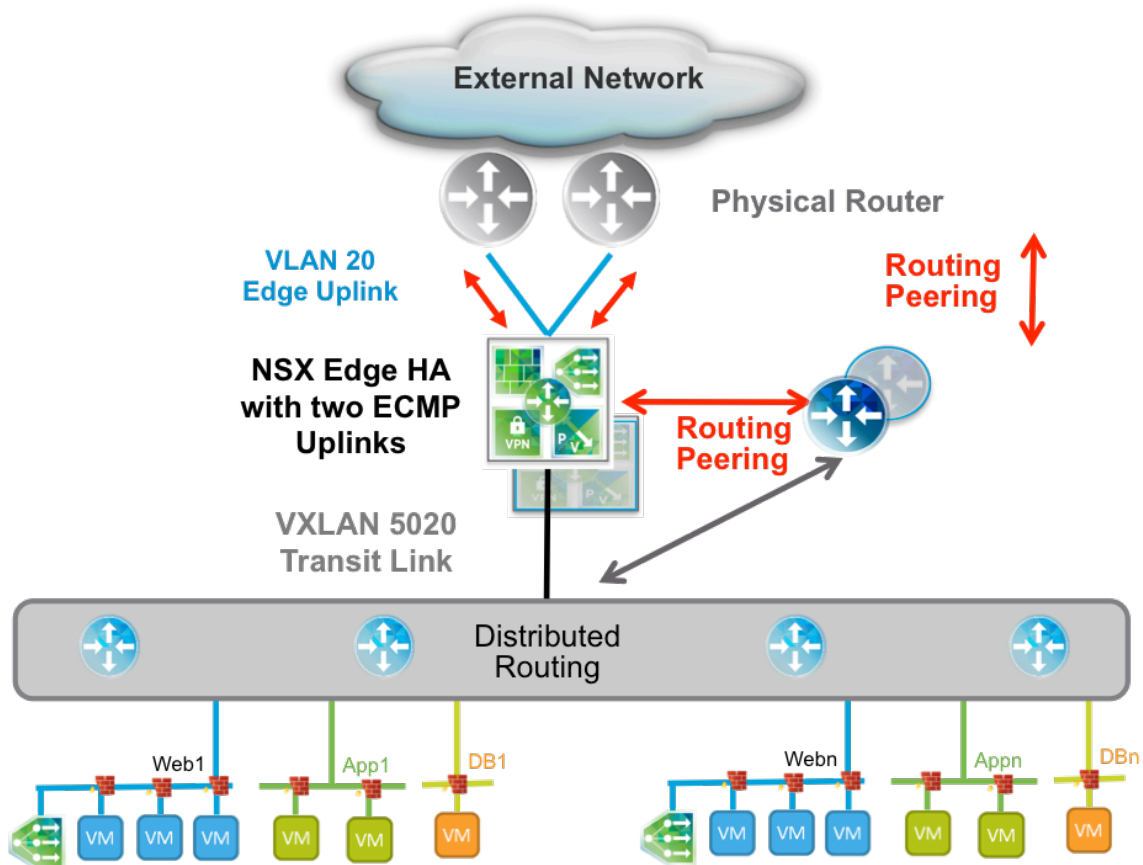 External Network
Physical Router
VLAN 20
Edge Uplink
Routing
Peering
NSX Edge HA
with two ECMP
Uplinks
VPN
P
V
Routing
Peering
VPN
P
V
VXLAN 5020
Transit Link
Distributed
Routing
Web1
App1
DB1
Webn
Appn
DBn
VM
VM
VM
VM
VM
VM
VM
VM
VM
VM
VM
VM